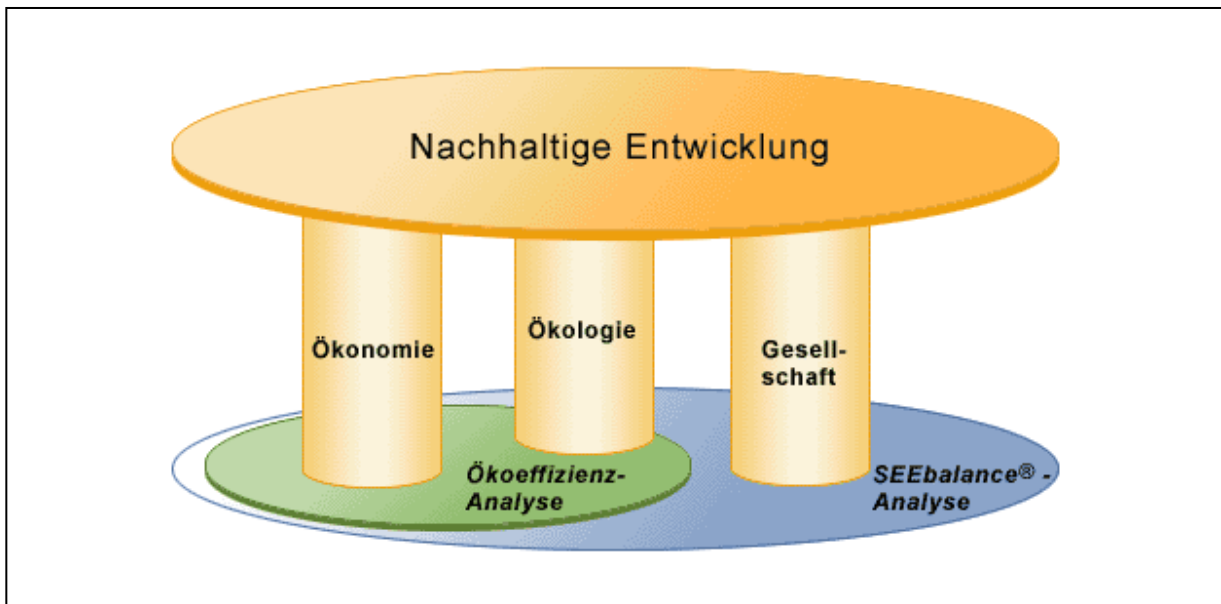 Nachhaltige Entwicklung
Ökonomie
Ökologie
Gesell-
schaft
Ökoeffizienz-
Analyse
SEEbalance® -
Analyse